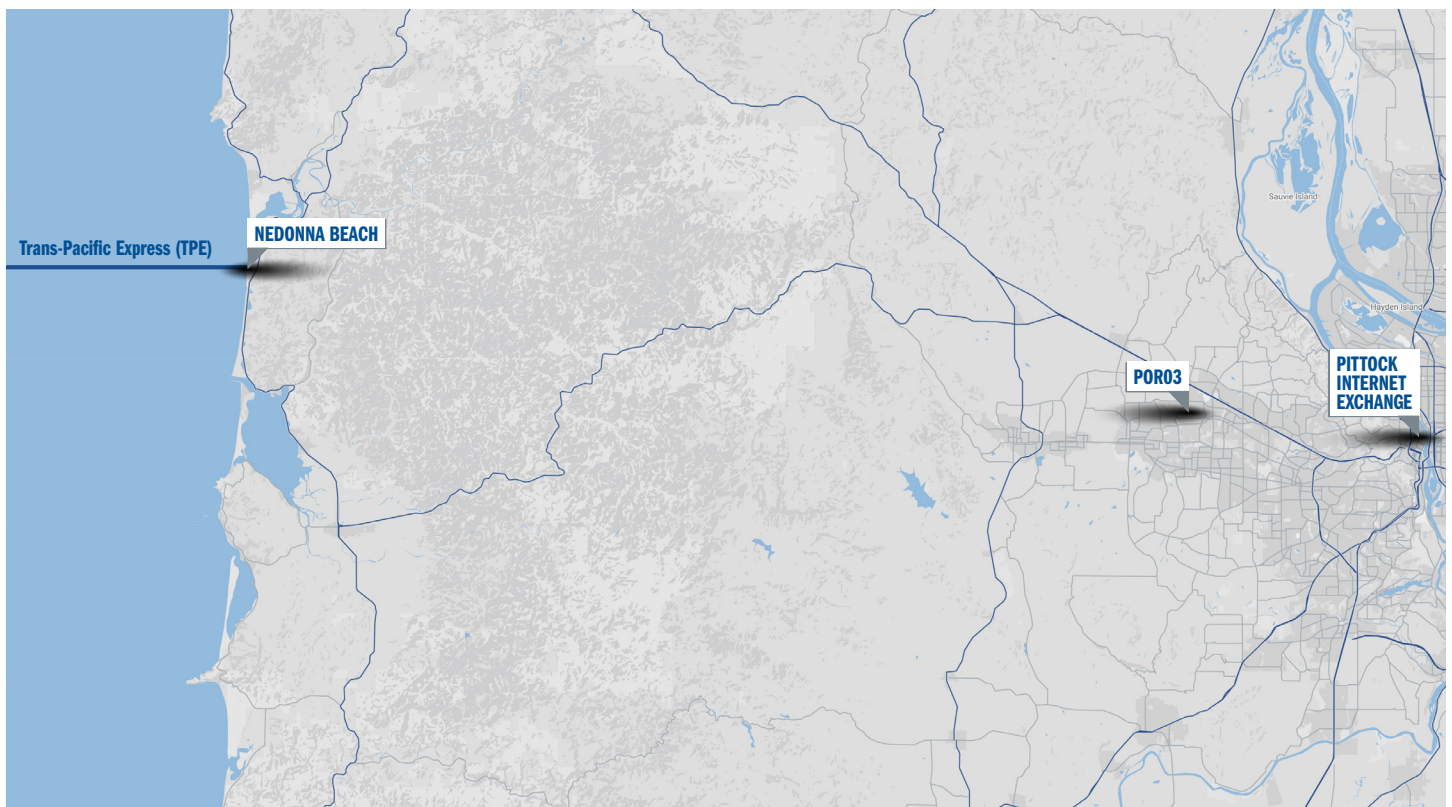 Sauvie Island
NEDONNA BEACH
Trans-Pacific Express (TPE)
Hayden Island
POR03
PITTOCK
INTERNET
EXCHANGE